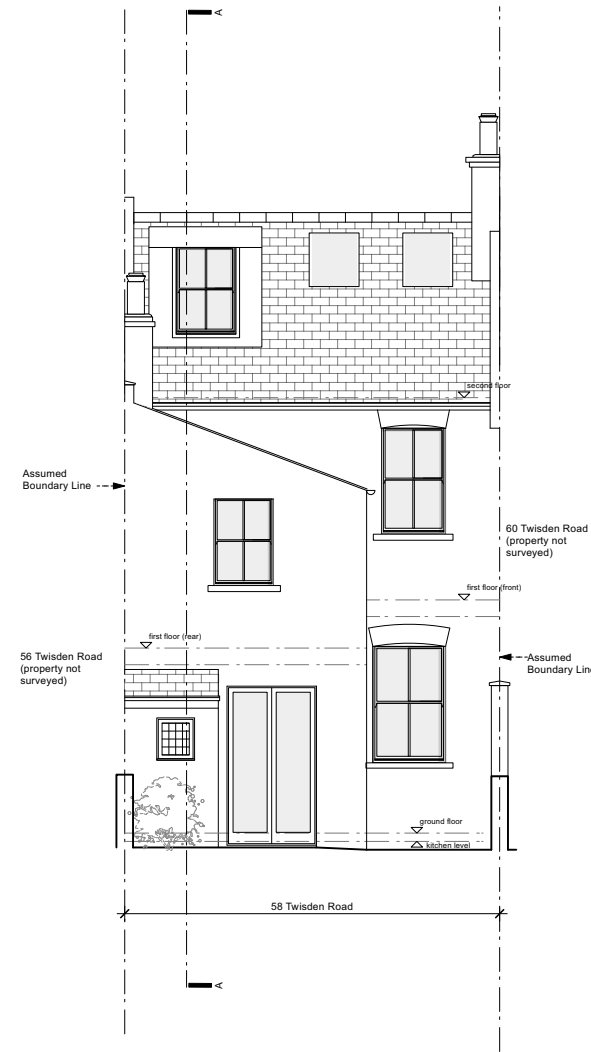 A
second floor
Assumed
Boundary Line
60 Twisden Road
(property not
surveyed)
first floor (front)
first floor (rear)
56 Twisden Road
(property not
surveyed)
Assumed
Boundary Line
ground floor
kitchen level
58 Twisden Road
A